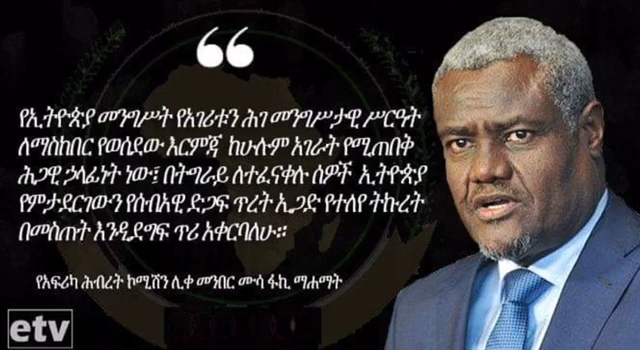 የኢትዮጵያ መንግሥት የአገሪቱን ሕገ መንግሥታዊ ሥርዓት
ለማስከበር የወሰደው እርምጃ ከሁሉም አገራት የሚጠበቅ
ሕጋዊ ኃላፊነት ነው፤ በትግራይ ለተፈናቀሉ ሰዎች ኢትዮጵያ
የምታደርገውን የሰብአዊ ድጋፍ ጥረት ኢጋድ የተለየ ትኩረት
በመስጠት እንዲደግፍ ጥሪ አቀርባለሁ።
የአፍሪካ ሕብረት ኮሚሽን ሊቀ መንበር ሙሳ ፋኪ ማሐማት
etv